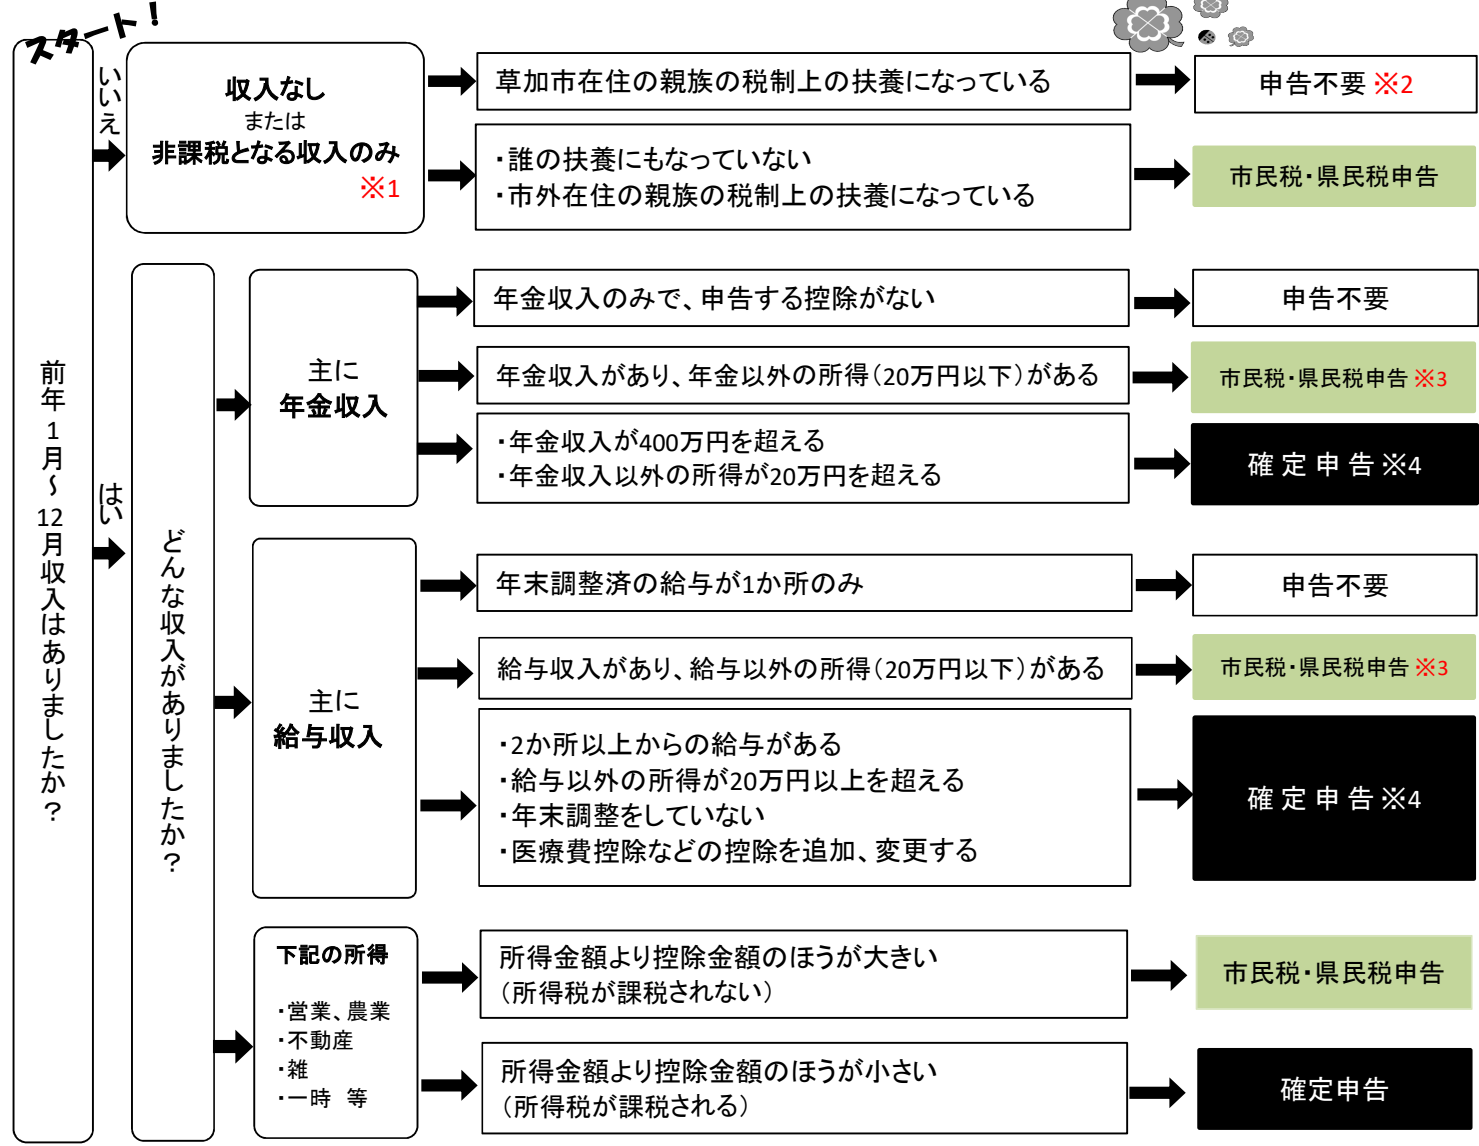 スタート！
前年1月～12月収入はありましたか？
いいえ
収入なし
または
非課税となる収入のみ
※1
草加市在住の親族の税制上の扶養になっている
申告不要 ※2
・誰の扶養にもなっていない
・市外在住の親族の税制上の扶養になっている
市民税・県民税申告
はい
どんな収入がありましたか？
主に
年金収入
年金収入のみで、申告する控除がない
申告不要
年金収入があり、年金以外の所得（20万円以下）がある
市民税・県民税申告 ※3
・年金収入が400万円を超える
・年金収入以外の所得が20万円を超える
確 定 申 告 ※4
主に
給与収入
年末調整済の給与が1か所のみ
申告不要
給与収入があり、給与以外の所得（20万円以下）がある
市民税・県民税申告 ※3
・2か所以上からの給与がある
・給与以外の所得が20万円以上を超える
・年末調整をしていない
・医療費控除などの控除を追加、変更する
確 定 申 告 ※4
下記の所得
・営業、農業
・不動産
・雑
・一時　等
所得金額より控除金額のほうが大きい
（所得税が課税されない）
市民税・県民税申告
所得金額より控除金額のほうが小さい
（所得税が課税される）
確定申告